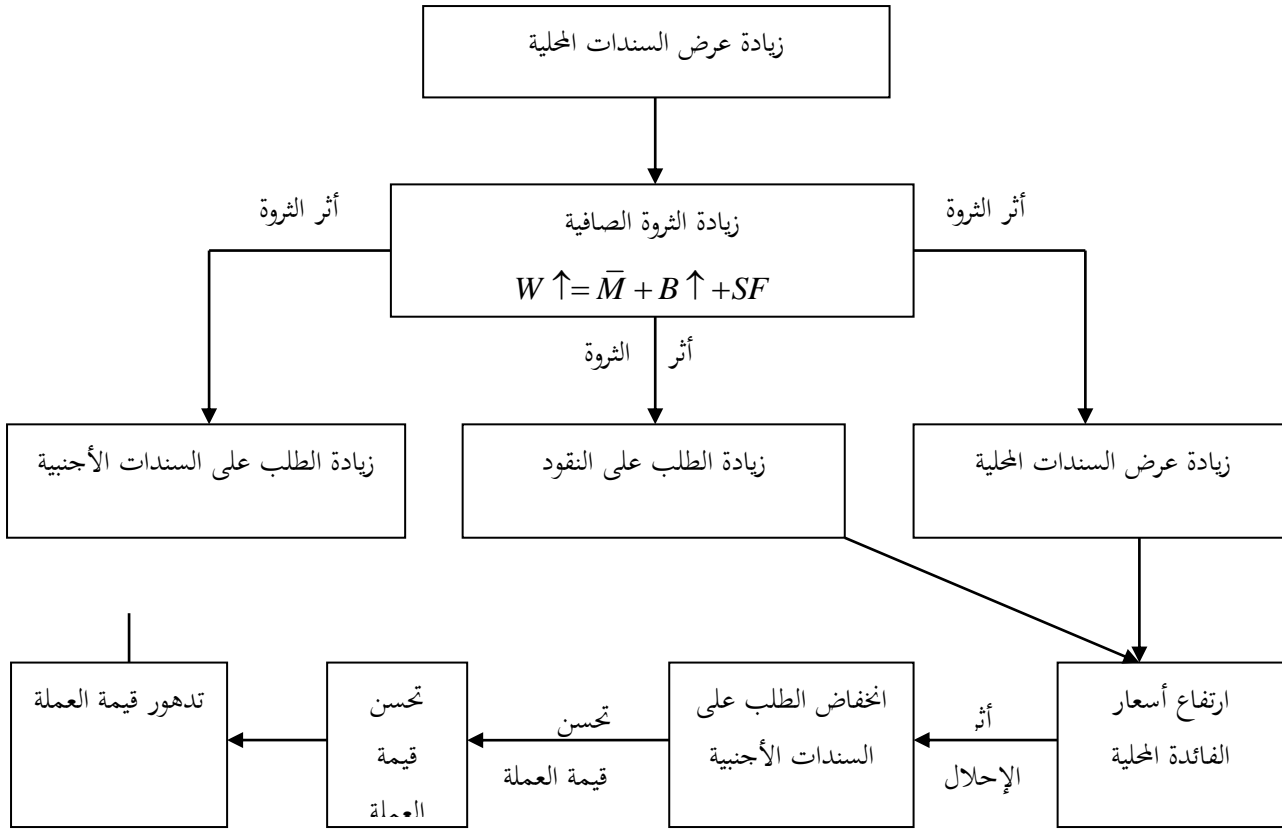 زيادة عرض السندات المحلية
أثر الثروة
زيادة الثروة الصافية
أثر الثروة
W ↑= M̄ + B ↑ +SF
أثر الثروة
زيادة عرض السندات المحلية
زيادة الطلب على النقود
زيادة الطلب على السندات الأجنبية
ارتفاع أسعار
الفائدة المحلية
أثر
الإحلال
انخفاض الطلب على
السندات الأجنبية
تحسن
قيمة العملة
تحسن
قيمة
العملة
تدهور قيمة العملة